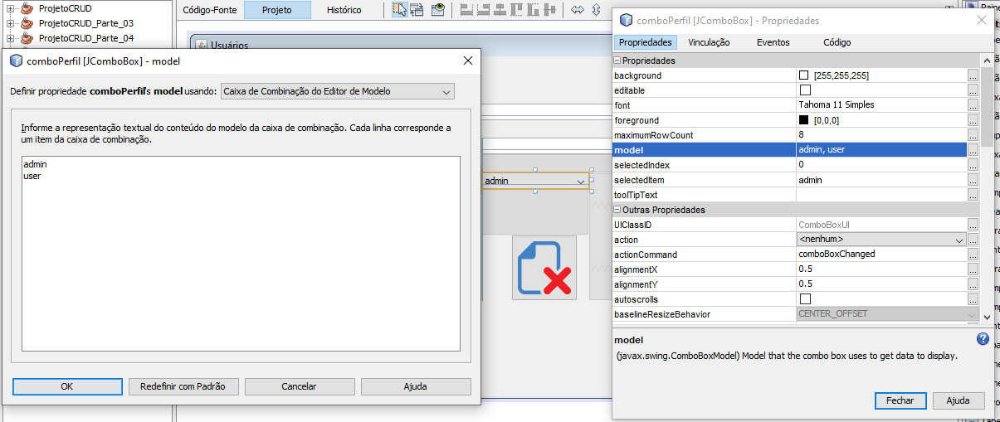 ProjetoCRUD
ProjetoCRUD_Parte_03
ProjetoCRUD_Parte_04
Código-Fonte
Projeto
Histórico
Usuários
comboPerfil [JComboBox] - model
Definir propriedade comboPerfil's model usando:
Caixa de Combinação do Editor de Modelo
Informe a representação textual do conteúdo do modelo da caixa de combinação. Cada linha corresponde a
um item da caixa de combinação.
admin
user
OK
Redefinir com Padrão
Cancelar
Ajuda
admin
comboPerfil [JComboBox] - Propriedades
Propriedades
Vinculação
Eventos
Código
Propriedades
background [255,255,255] ...
editable ...
font Tahoma 11 Simples ...
foreground [0,0,0] ...
maximumRowCount 8 ...
model admin, user ...
selectedIndex 0 ...
selectedItem admin ...
toolTipText ...
Outras Propriedades
UIClassID ComboBoxUI ...
action <nenhum> ...
actionCommand comboBoxChanged ...
alignmentX 0.5 ...
alignmentY 0.5 ...
autoscrolls ...
baselineResizeBehavior CENTER_OFFSET
model
(javax.swing.ComboBoxModel) Model that the combo box uses to get data to display.
Fechar
Ajuda